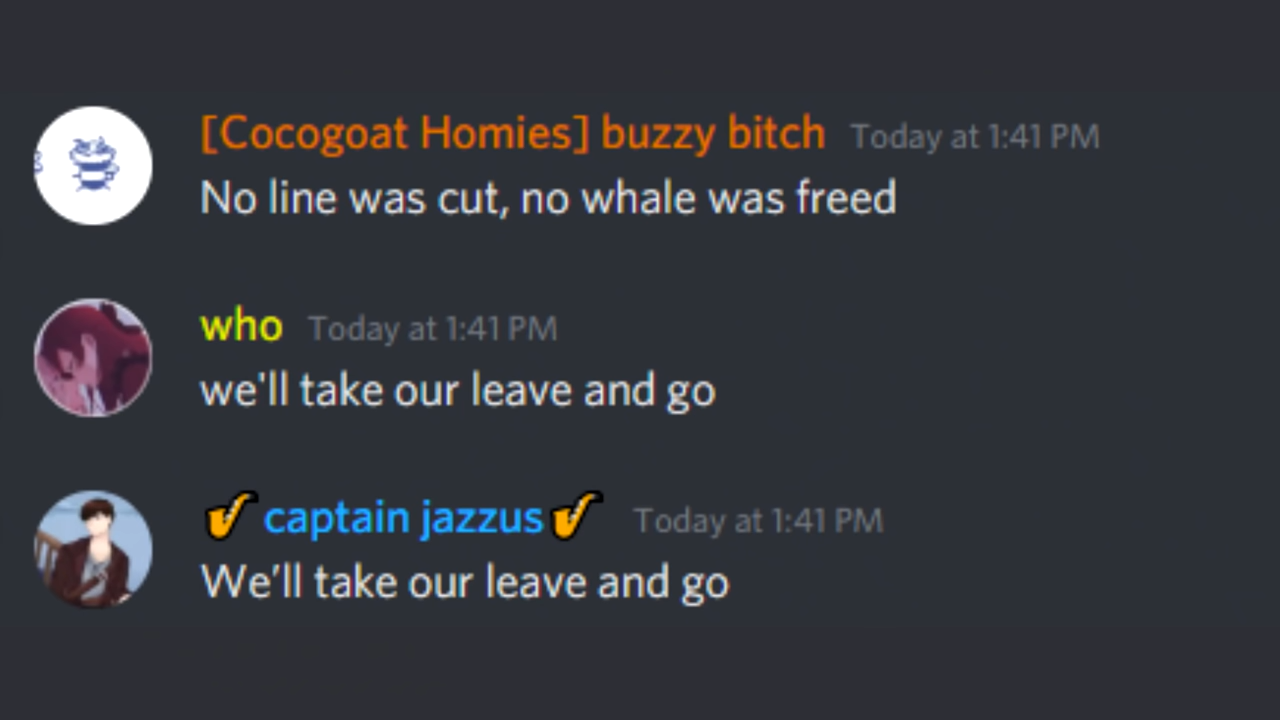 [Cocogoat Homies] buzzy bitch Today at 1:41 PM
No line was cut, no whale was freed
who Today at 1:41 PM
we'll take our leave and go
🎷captain jazzus🎷 Today at 1:41 PM
We’ll take our leave and go